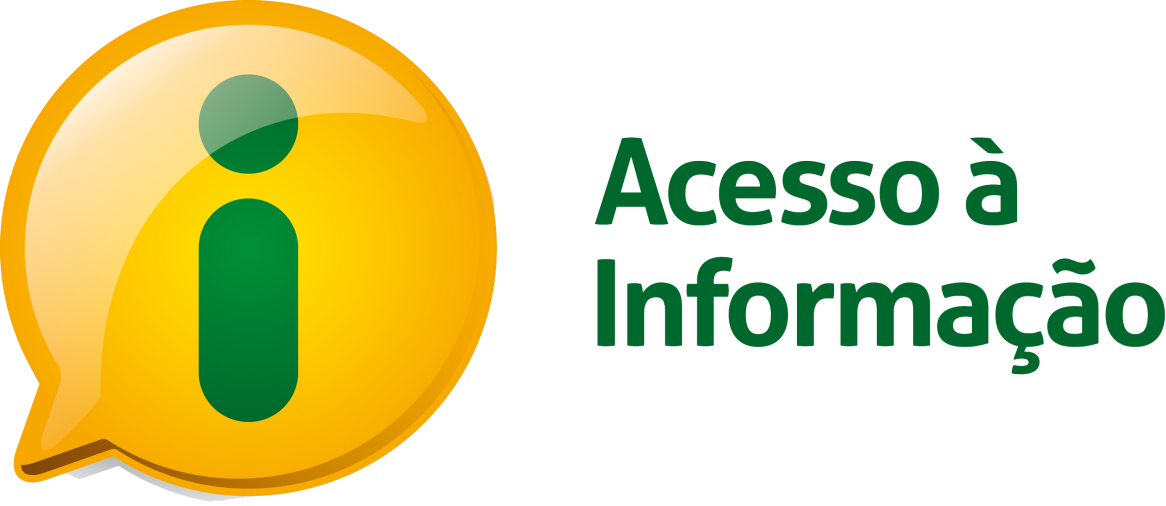 Acesso à
Informação